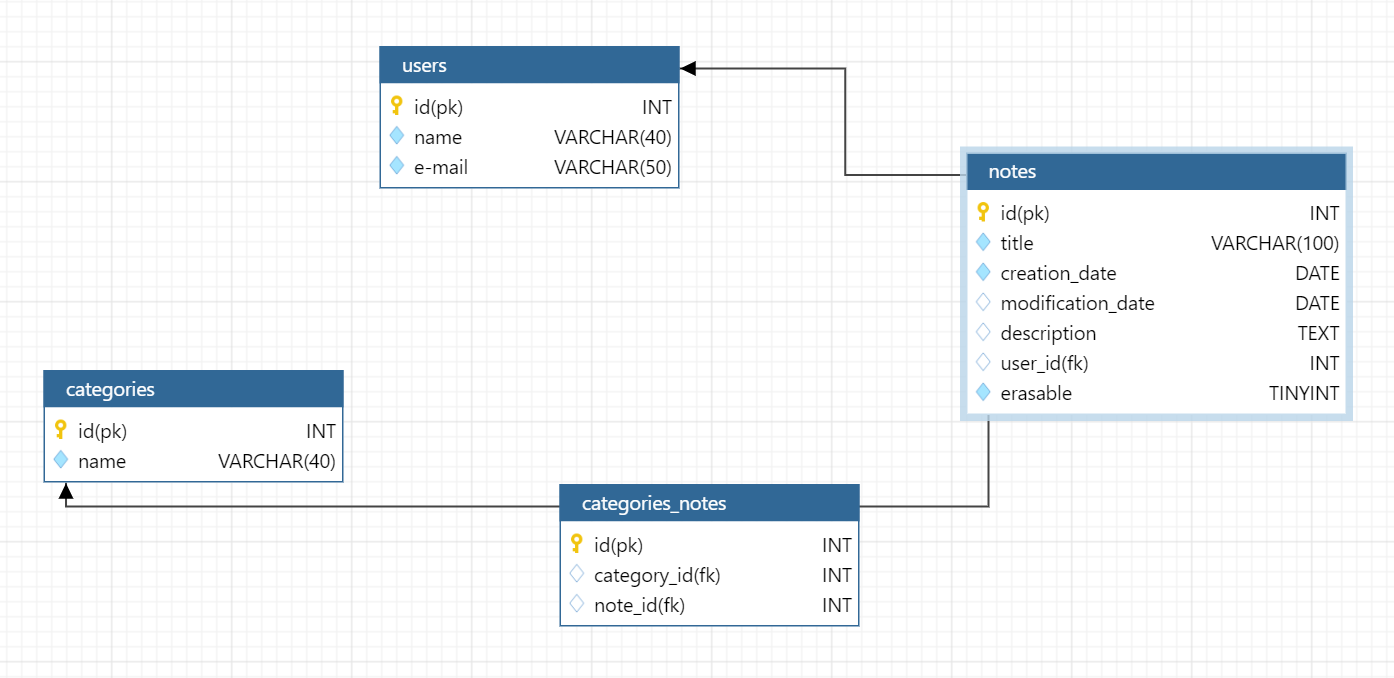 users
id(pk) INT
name VARCHAR(40)
e-mail VARCHAR(50)
notes
id(pk) INT
title VARCHAR(100)
creation_date DATE
modification_date DATE
description TEXT
user_id(fk) INT
erasable TINYINT
categories
id(pk) INT
name VARCHAR(40)
categories_notes
id(pk) INT
category_id(fk) INT
note_id(fk) INT